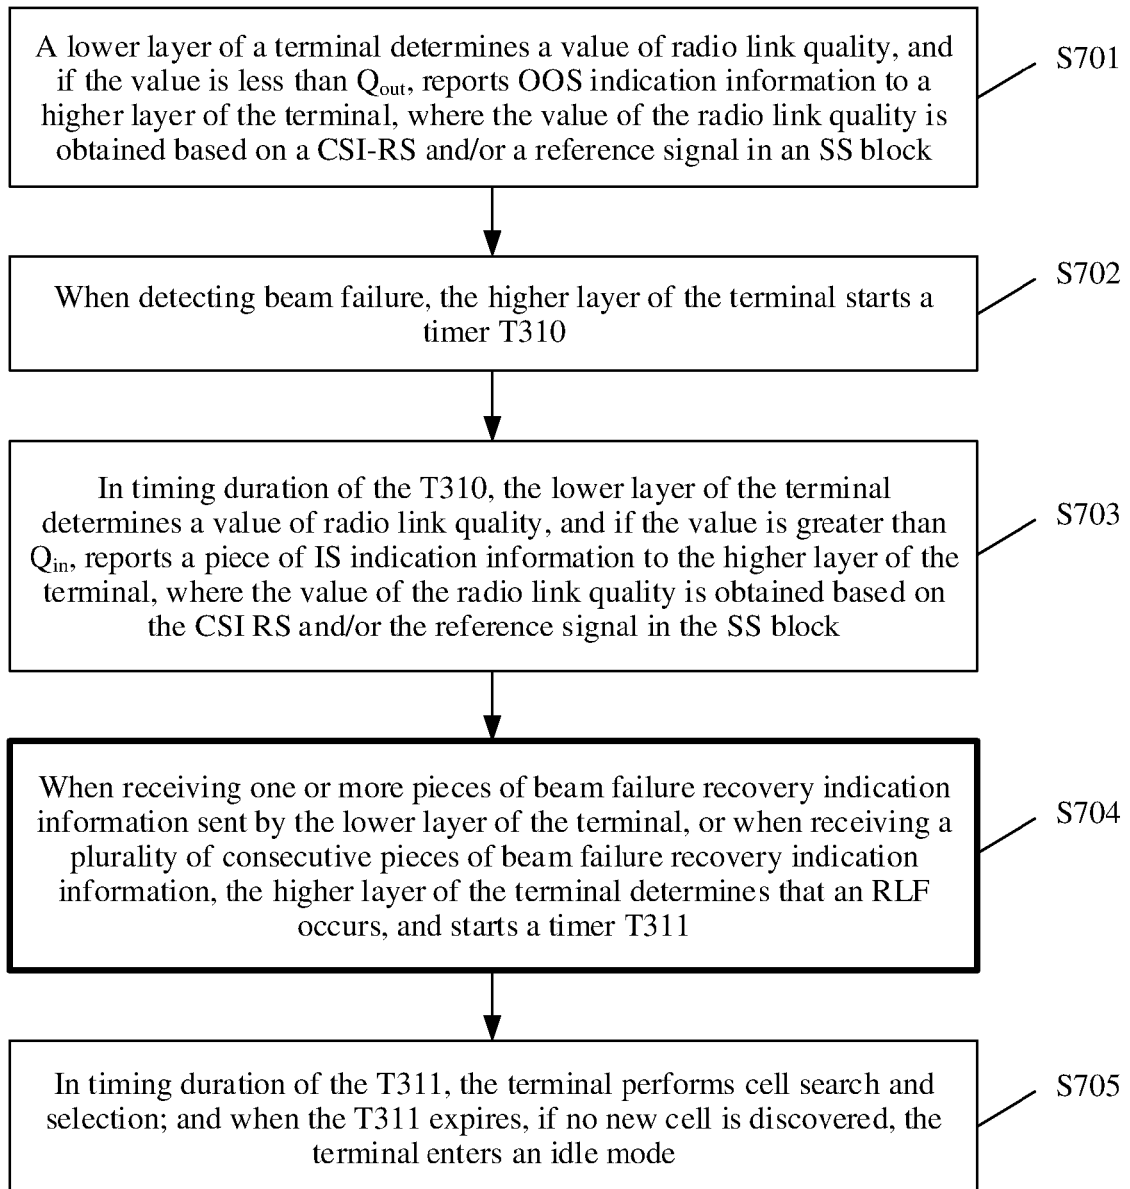 A lower layer of a terminal determines a value of radio link quality, and
if the value is less than Qout, reports OOS indication information to a
higher layer of the terminal, where the value of the radio link quality is
obtained based on a CSI-RS and/or a reference signal in an SS block
S701
When detecting beam failure, the higher layer of the terminal starts a
timer T310
S702
In timing duration of the T310, the lower layer of the terminal
determines a value of radio link quality, and if the value is greater than
Qin, reports a piece of IS indication information to the higher layer of the
terminal, where the value of the radio link quality is obtained based on
the CSI RS and/or the reference signal in the SS block
S703
When receiving one or more pieces of beam failure recovery indication
information sent by the lower layer of the terminal, or when receiving a
plurality of consecutive pieces of beam failure recovery indication
information, the higher layer of the terminal determines that an RLF
occurs, and starts a timer T311
S704
In timing duration of the T311, the terminal performs cell search and
selection; and when the T311 expires, if no new cell is discovered, the
terminal enters an idle mode
S705